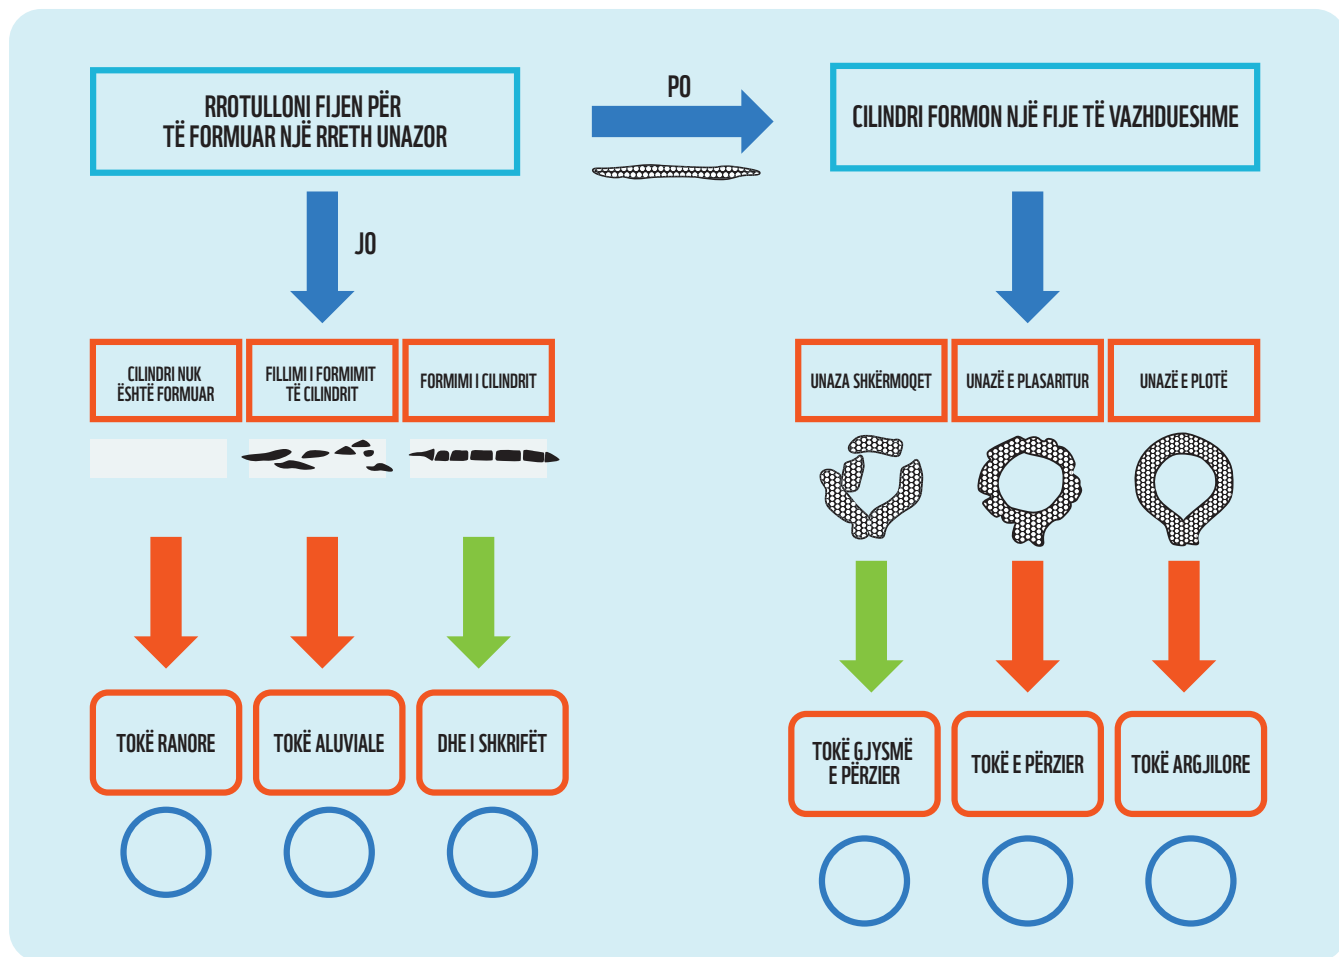 RROTULLONI FIJEN PËR
TË FORMUAR NJË RRETH UNAZOR
PO
CILINDRI FORMON NJË FIJE TË VAZHDUESHME
JO
CILINDRI NUK
ËSHTË FORMUAR
FILLIMI I FORMIMIT
TË CILINDRIT
FORMIMI I CILINDRIT
UNAZA SHKËRMOQET
UNAZË E PLASARITUR
UNAZË E PLOTË
TOKË RANORE
TOKË ALUVIALE
DHE I SHKRIFËT
TOKË GJYSMË
E PËRZIER
TOKË E PËRZIER
TOKË ARGJILORE